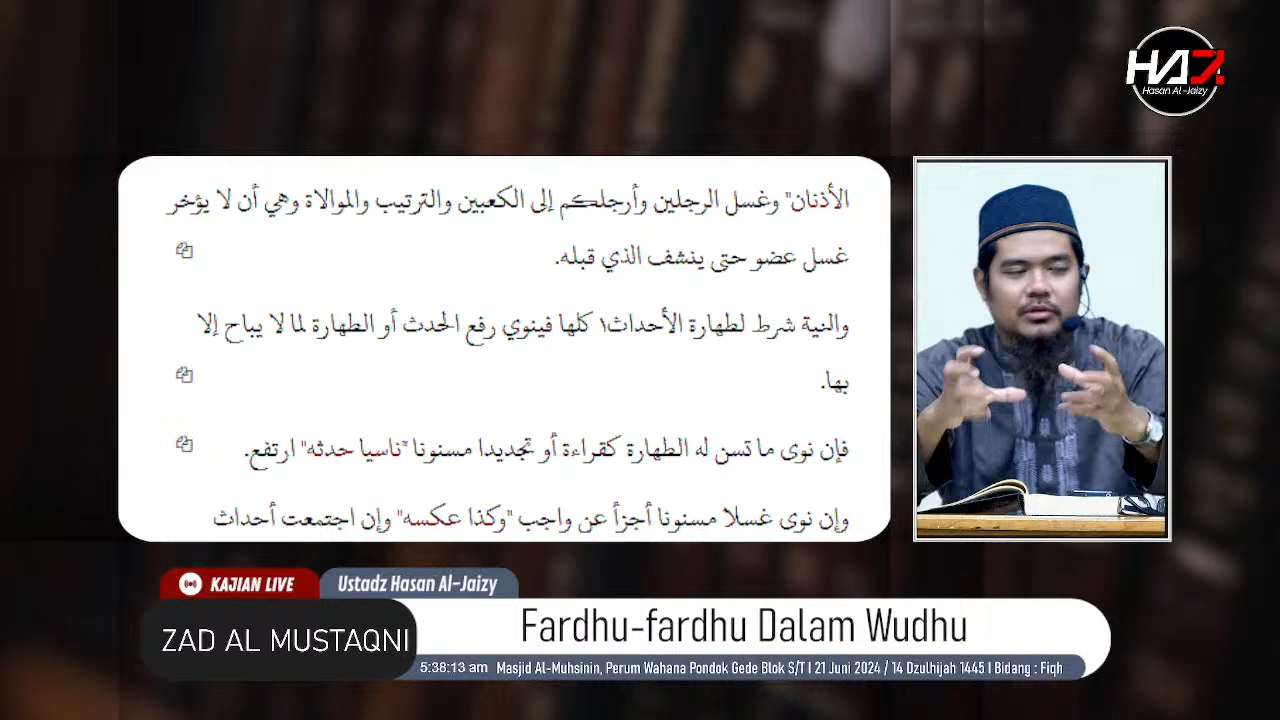 HAJ
Hasan Al-Jaizy
الأذنان" وغسل الرجلين وأرجلكم إلى الكعبين والترتيب والموالاة وهي أن لا يؤخر
غسل عضو حتى ينشف الذي قبله.
والنية شرط لطهارة الأحداث١ كلها فينوي رفع الحدث أو الطهارة لما لا يباح إلا
بها.
فإن نوى ما تسن له الطهارة كقراءة أو تجديدا مسنونا "ناسيا حدثه" ارتفع.
وإن نوى غسلا مسنونا أجزأ عن واجب "وكذا عكسه" وإن اجتمعت أحداث
KAJIAN LIVE
Ustadz Hasan Al-Jaizy
ZAD AL MUSTAQNI
Fardhu-fardhu Dalam Wudhu
5:38:13 am Masjid Al-Muhsinin, Perum Wahana Pondok Gede Blok S/T I 21 Juni 2024 / 14 Dzulhijah 1445 I Bidang : Fiqh